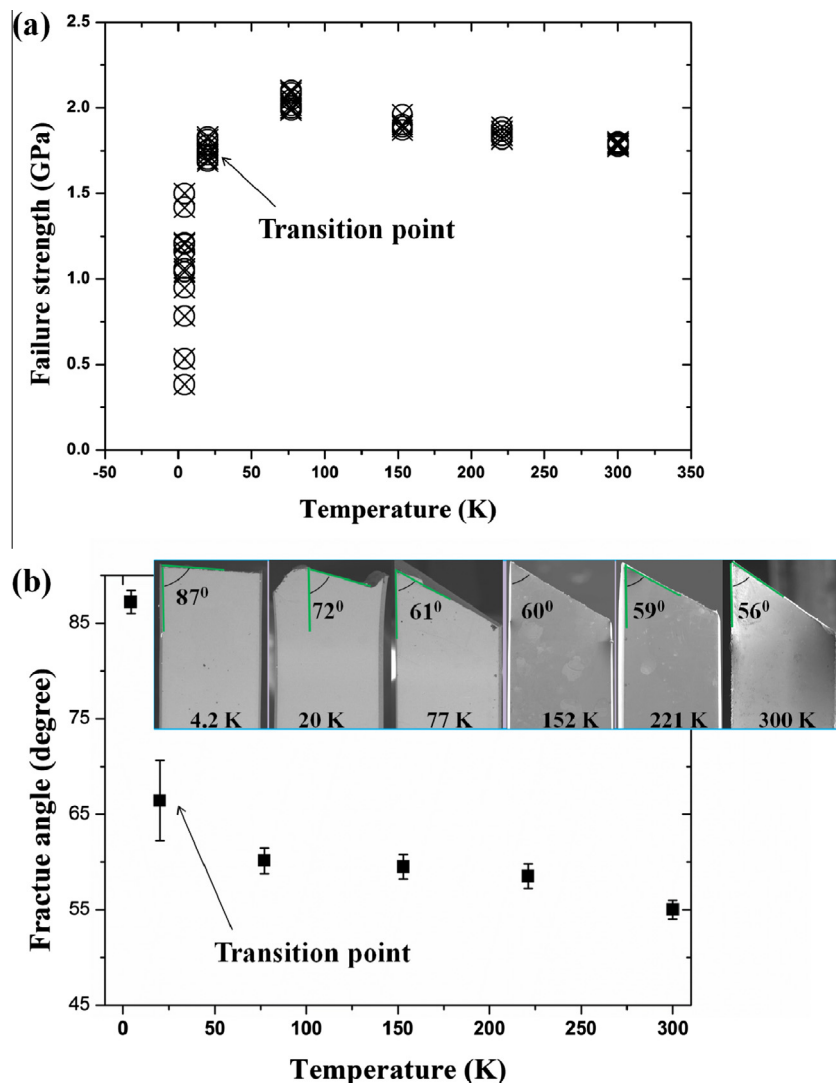 (a)
2.5
2.0
1.5
1.0
0.5
0.0
Failure strength (GPa)
Transition point
-50 0 50 100 150 200 250 300 350
Temperature (K)
(b)
85
75
65
55
45
Fractue angle (degree)
87⁰ 72⁰ 61⁰ 60⁰ 59⁰ 56⁰
4.2 K 20 K 77 K 152 K 221 K 300 K
Transition point
0 50 100 150 200 250 300
Temperature (K)